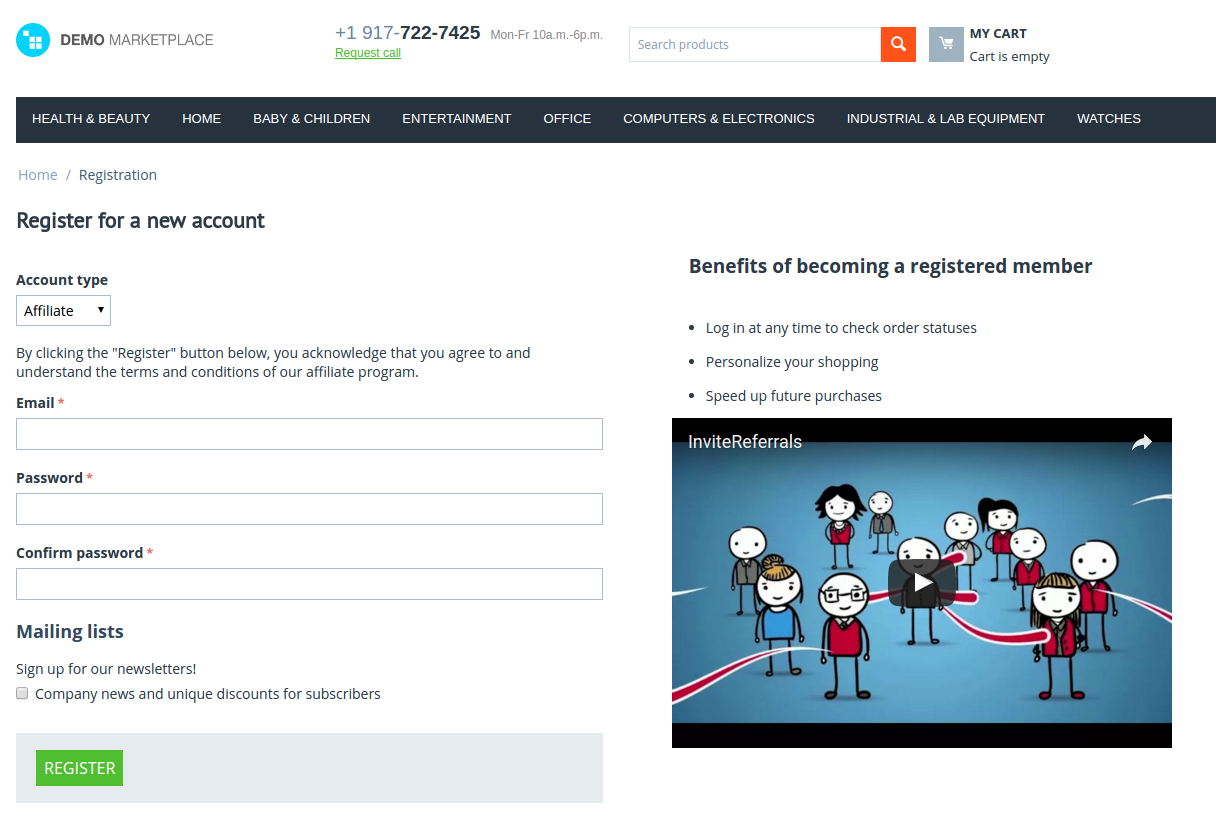 DEMO MARKETPLACE
+1 917-722-7425 Mon-Fr 10a.m.-6p.m.
Request call
Search products
MY CART
Cart is empty
HEALTH & BEAUTY HOME BABY & CHILDREN ENTERTAINMENT OFFICE COMPUTERS & ELECTRONICS INDUSTRIAL & LAB EQUIPMENT WATCHES
Home / Registration
Register for a new account
Account type
Affiliate
By clicking the "Register" button below, you acknowledge that you agree to and
understand the terms and conditions of our affiliate program.
Email *
Password *
Confirm password *
Mailing lists
Sign up for our newsletters!
Company news and unique discounts for subscribers
REGISTER
Benefits of becoming a registered member
• Log in at any time to check order statuses
• Personalize your shopping
• Speed up future purchases
InviteReferrals